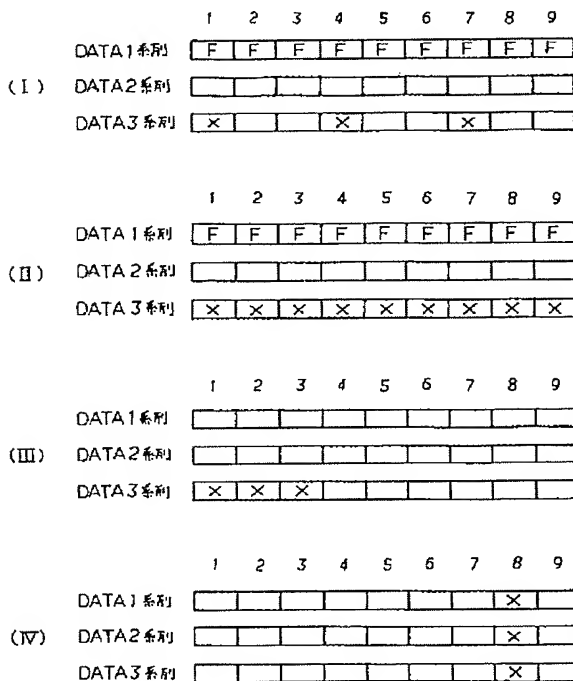 1 2 3 4 5 6 7 8 9
DATA1系列 F F F F F F F F F
(I) DATA2系列
DATA3系列 × × ×
1 2 3 4 5 6 7 8 9
DATA1系列 F F F F F F F F F
(II) DATA2系列
DATA3系列 × × × × × × × × ×
1 2 3 4 5 6 7 8 9
DATA1系列
(III) DATA2系列
DATA3系列 × × ×
1 2 3 4 5 6 7 8 9
DATA1系列 ×
(IV) DATA2系列 ×
DATA3系列 ×